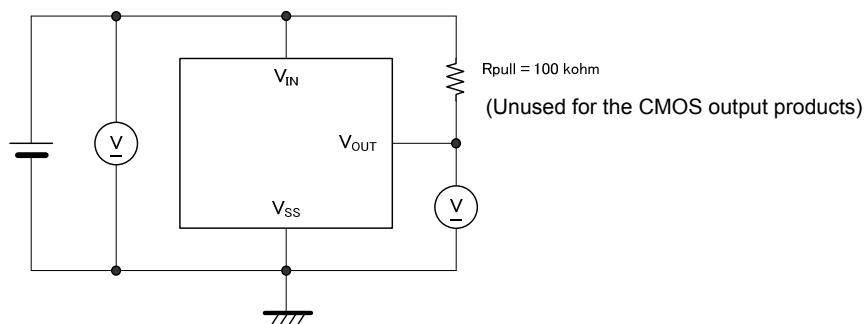 V_IN
Rpull = 100 kohm
(Unused for the CMOS output products)
V
V_OUT
V_SS
V